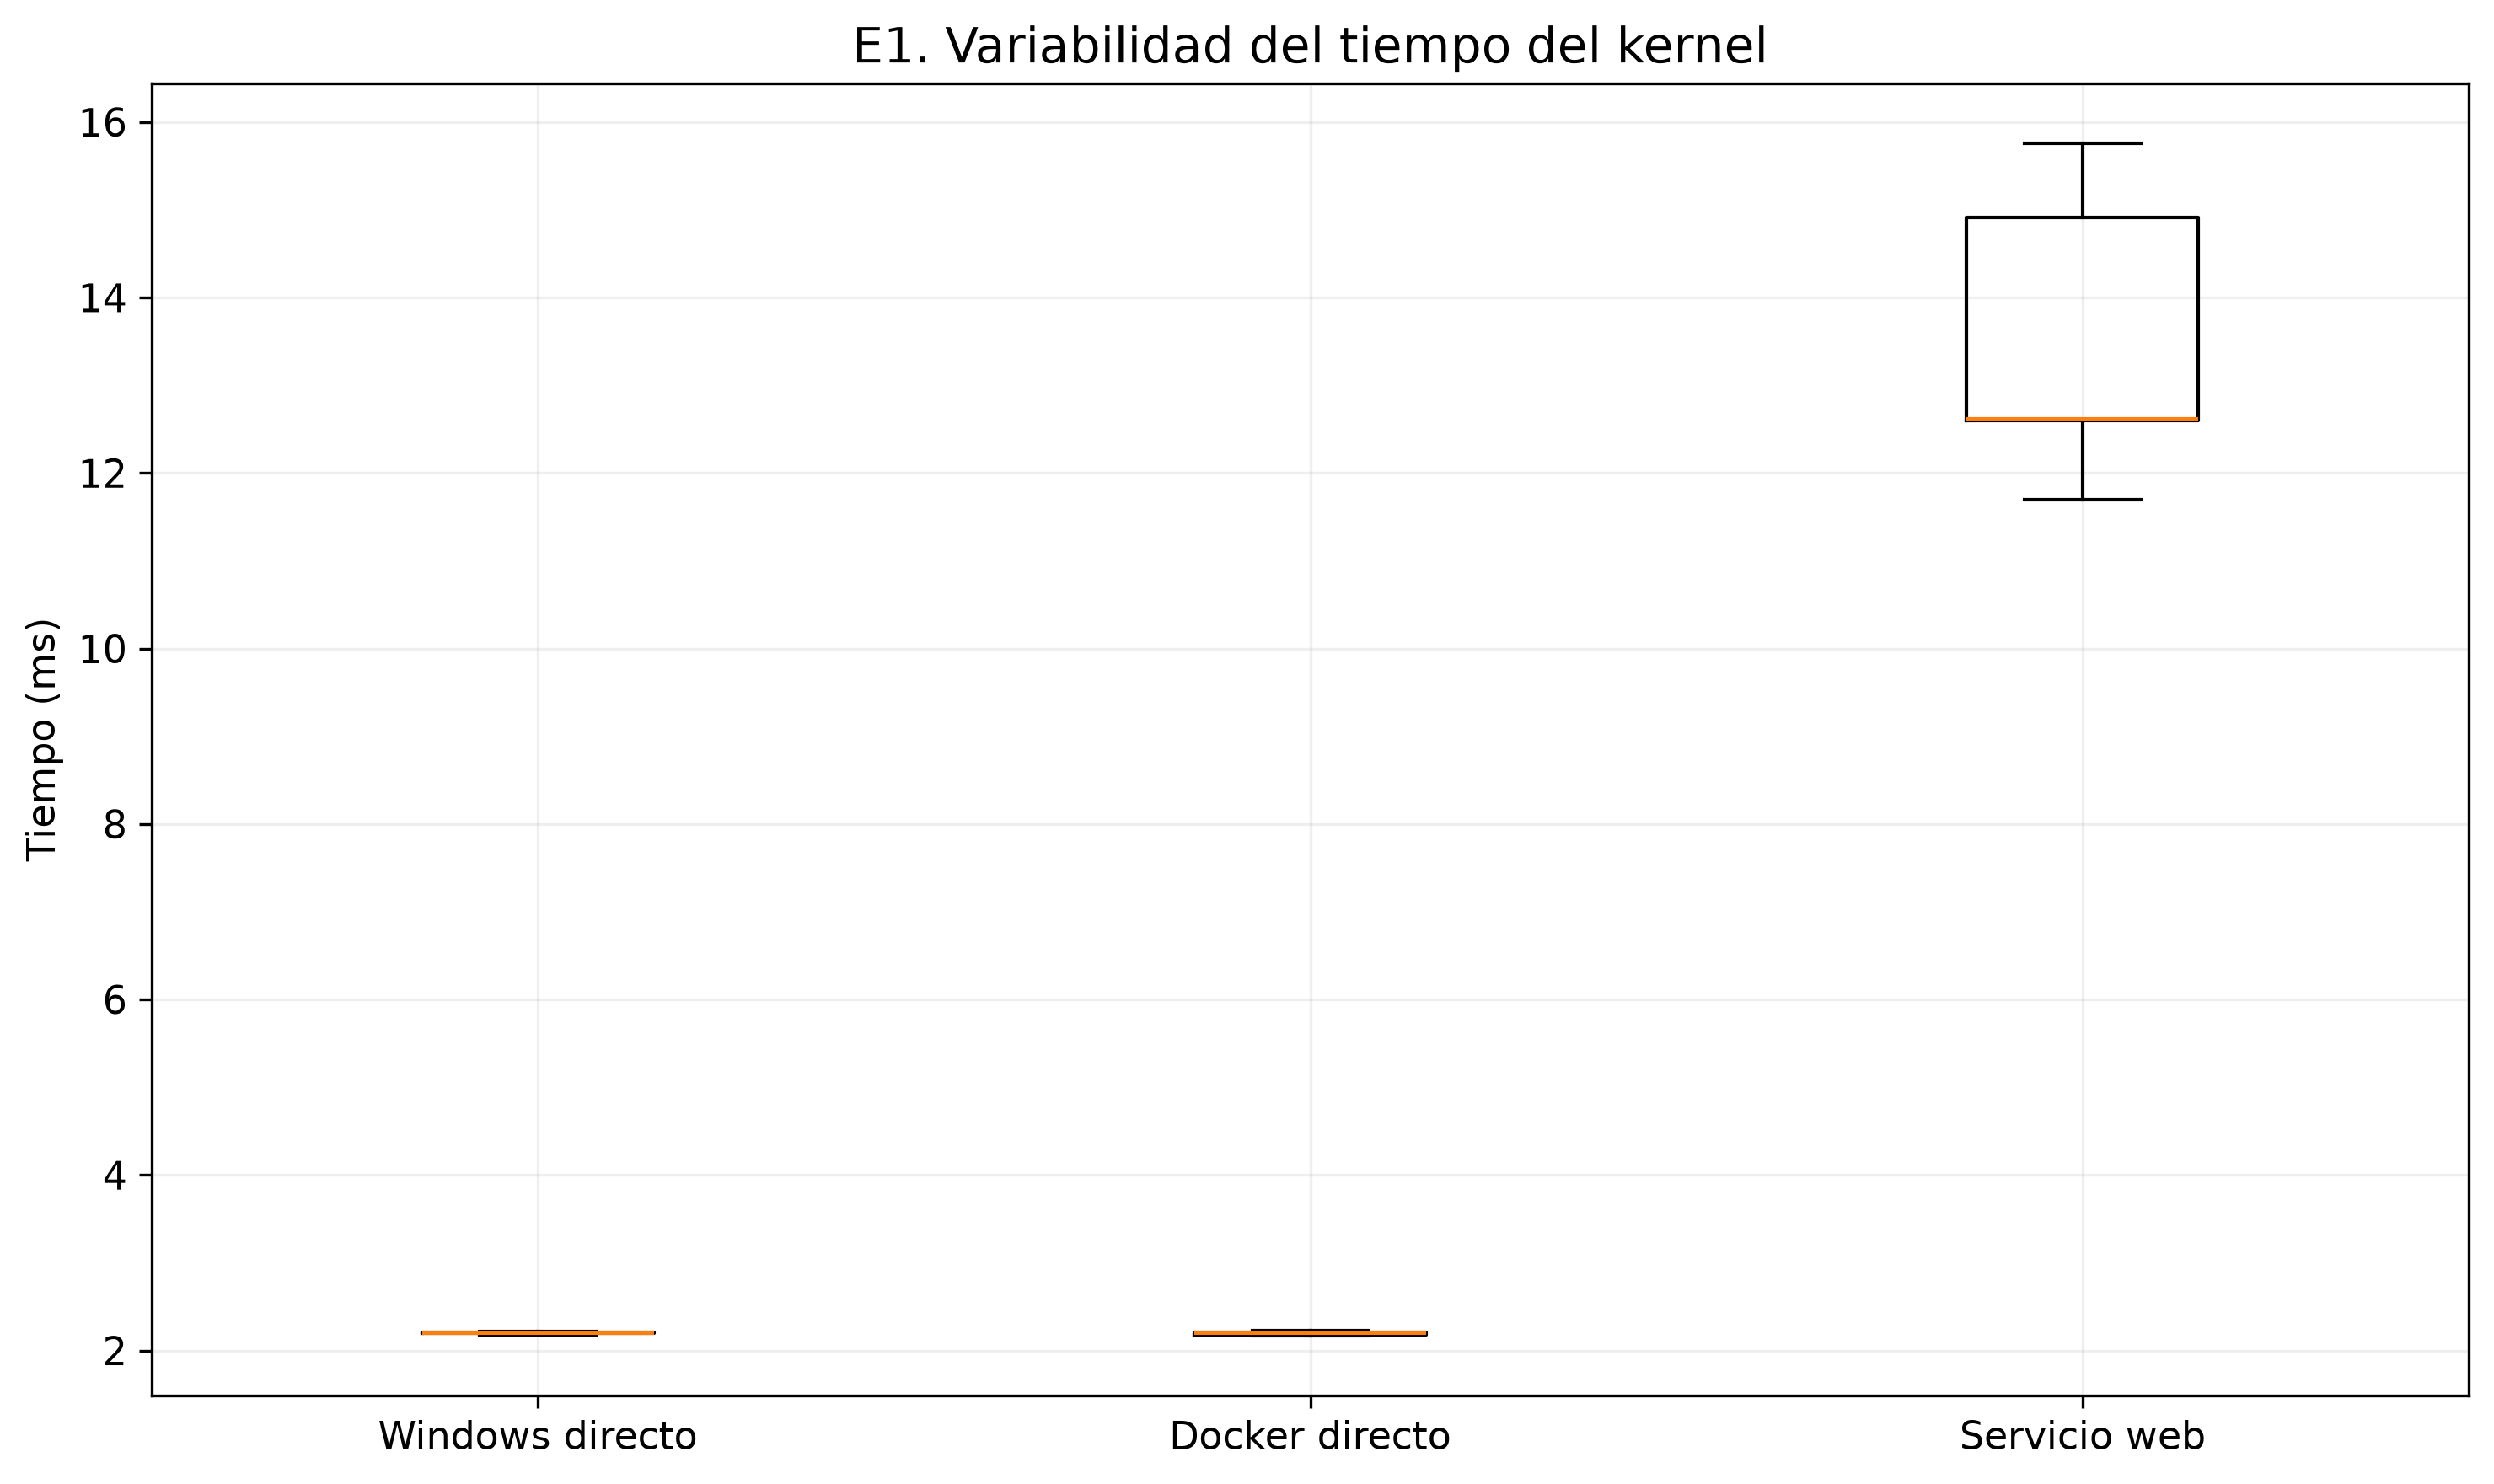 E1. Variabilidad del tiempo del kernel
Tiempo (ms)
16
14
12
10
8
6
4
2
Windows directo
Docker directo
Servicio web